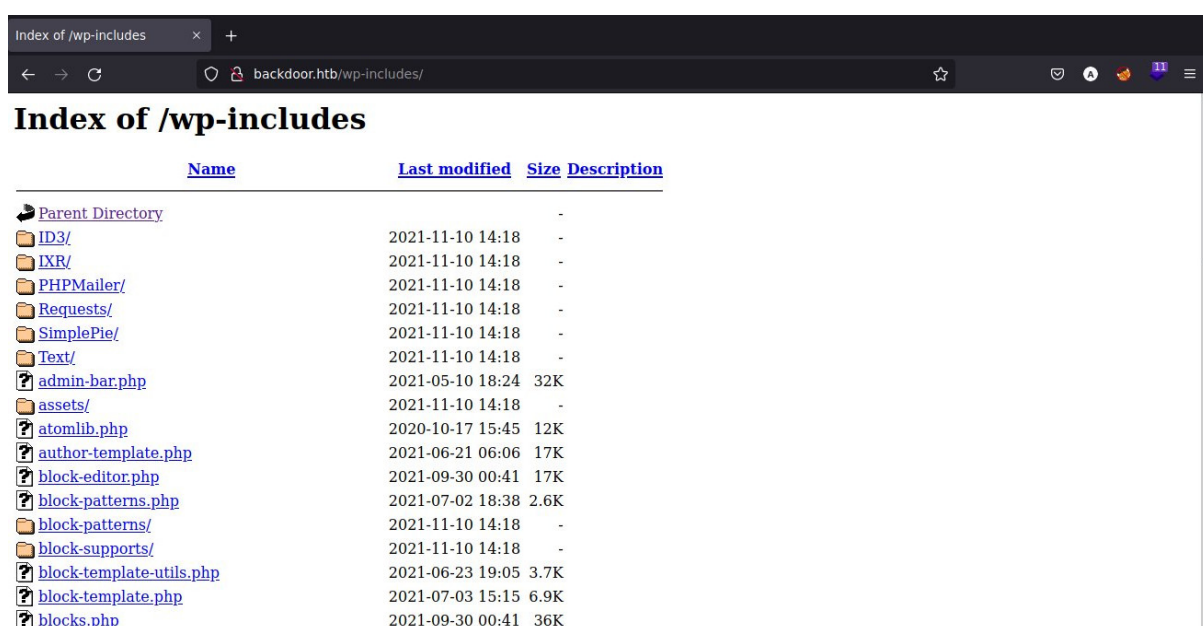 Index of /wp-includes
backdoor.htb/wp-includes/
11
A
Index of /wp-includes
Name Last modified Size Description
Parent Directory -
ID3/ 2021-11-10 14:18 -
IXR/ 2021-11-10 14:18 -
PHPMailer/ 2021-11-10 14:18 -
Requests/ 2021-11-10 14:18 -
SimplePie/ 2021-11-10 14:18 -
Text/ 2021-11-10 14:18 -
admin-bar.php 2021-05-10 18:24 32K
assets/ 2021-11-10 14:18 -
atomlib.php 2020-10-17 15:45 12K
author-template.php 2021-06-21 06:06 17K
block-editor.php 2021-09-30 00:41 17K
block-patterns.php 2021-07-02 18:38 2.6K
block-patterns/ 2021-11-10 14:18 -
block-supports/ 2021-11-10 14:18 -
block-template-utils.php 2021-06-23 19:05 3.7K
block-template.php 2021-07-03 15:15 6.9K
blocks.php 2021-09-30 00:41 36K